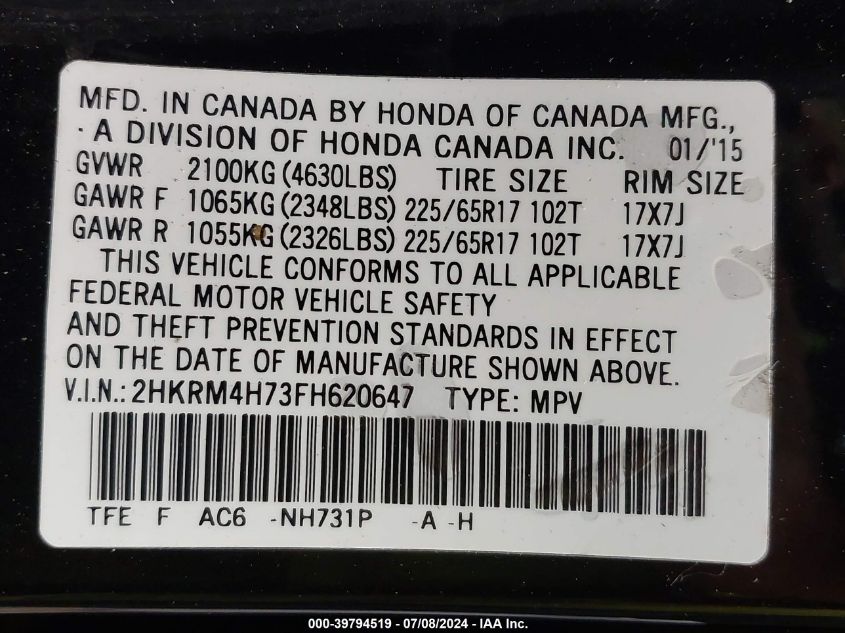 MFD. IN CANADA BY HONDA OF CANADA MFG.,
· A DIVISION OF HONDA CANADA INC. 01/'15
GVWR 2100KG (4630LBS) TIRE SIZE RIM SIZE
GAWR F 1065KG (2348LBS) 225/65R17 102T 17X7J
GAWR R 1055KG (2326LBS) 225/65R17 102T 17X7J
THIS VEHICLE CONFORMS TO ALL APPLICABLE
FEDERAL MOTOR VEHICLE SAFETY
AND THEFT PREVENTION STANDARDS IN EFFECT
ON THE DATE OF MANUFACTURE SHOWN ABOVE.
V.I.N.: 2HKRM4H73FH620647 TYPE: MPV
TFE F AC6 -NH731P -A -H
000-39794519 - 07/08/2024 - IAA Inc.